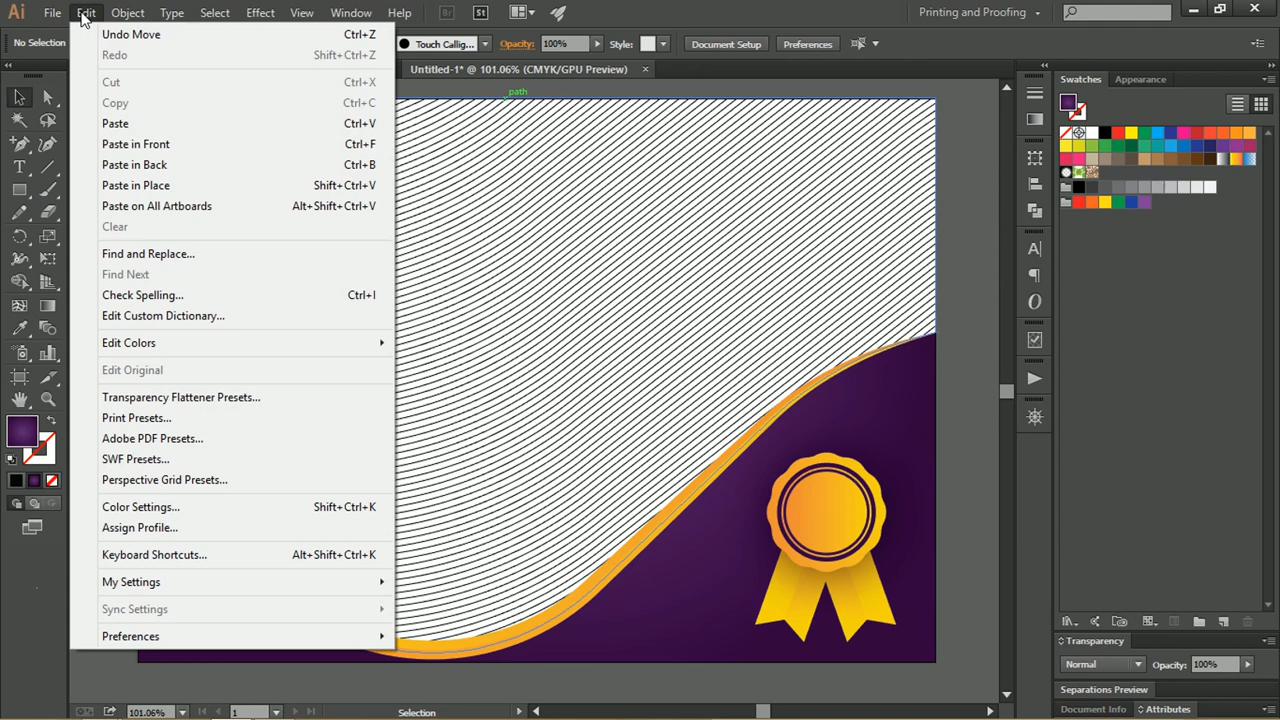 Ai File Edit Object Type Select Effect View Window Help Br St Printing and Proofing
No Selection Touch Callig... Opacity: 100% Style: Document Setup Preferences
Untitled-1* @ 101.06% (CMYK/GPU Preview) ×
Undo Move Ctrl+Z
Redo Shift+Ctrl+Z
Cut Ctrl+X
Copy Ctrl+C
Paste Ctrl+V
Paste in Front Ctrl+F
Paste in Back Ctrl+B
Paste in Place Shift+Ctrl+V
Paste on All Artboards Alt+Shift+Ctrl+V
Clear
Find and Replace...
Find Next
Check Spelling... Ctrl+I
Edit Custom Dictionary...
Edit Colors
Edit Original
Transparency Flattener Presets...
Print Presets...
Adobe PDF Presets...
SWF Presets...
Perspective Grid Presets...
Color Settings... Shift+Ctrl+K
Assign Profile...
Keyboard Shortcuts... Alt+Shift+Ctrl+K
My Settings
Sync Settings
Preferences
path
Swatches Appearance
Transparency
Normal Opacity: 100%
Separations Preview
Document Info Attributes
101.06% 1 Selection